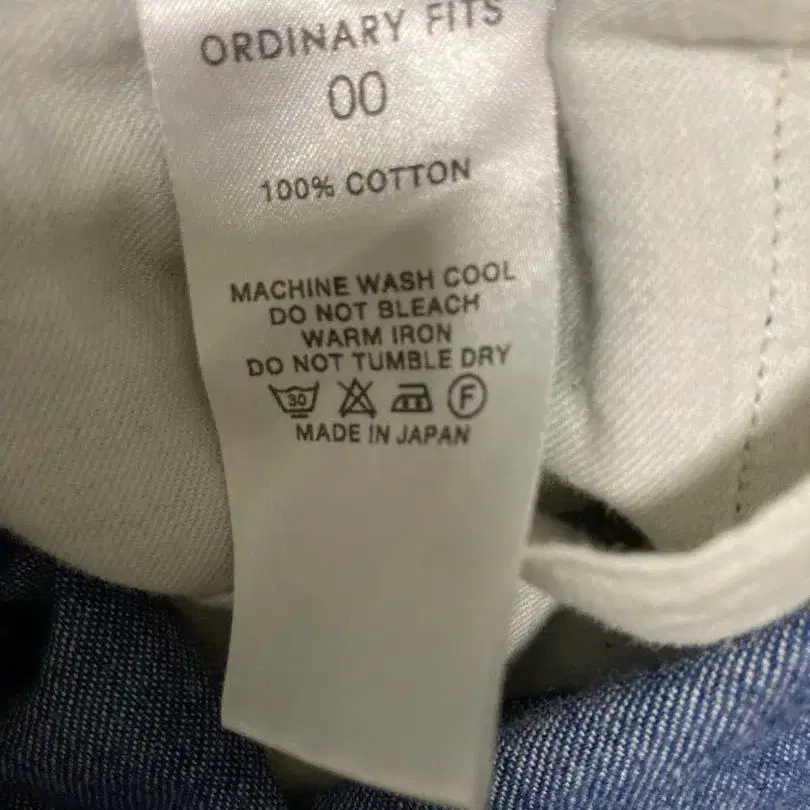 ORDINARY FITS
00
100% COTTON
MACHINE WASH COOL
DO NOT BLEACH
WARM IRON
DO NOT TUMBLE DRY
30 F
MADE IN JAPAN